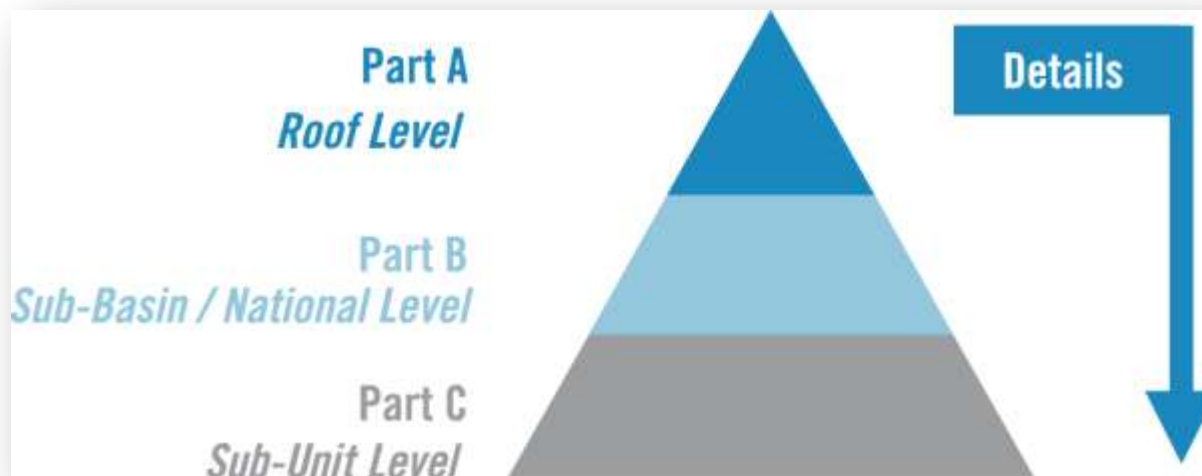 Part A
Roof Level
Details
Part B
Sub-Basin / National Level
Part C
Sub-Unit Level